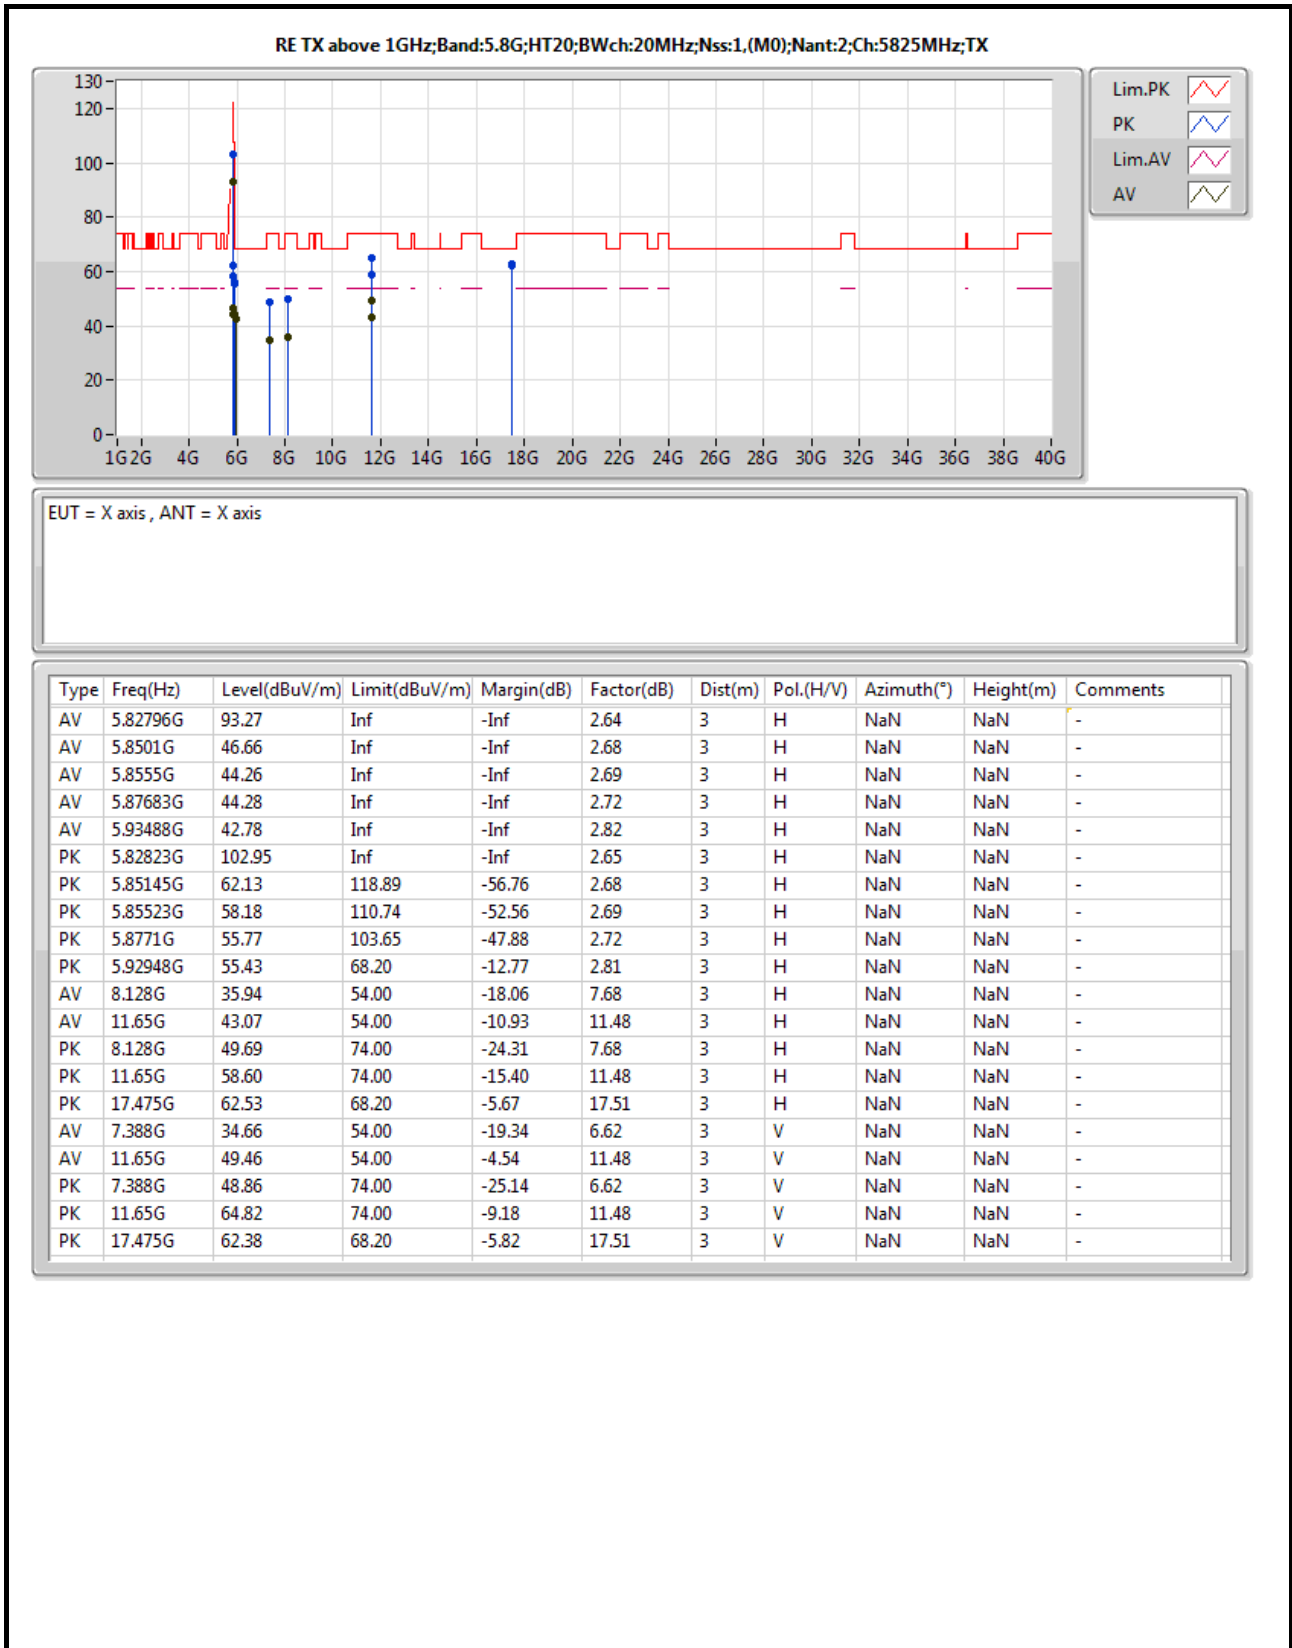 RE TX above 1GHz;Band:5.8G;HT20;BWch:20MHz;Nss:1,(M0);Nant:2;Ch:5825MHz;TX
130
120
100
80
60
40
20
0
1G 2G 4G 6G 8G 10G 12G 14G 16G 18G 20G 22G 24G 26G 28G 30G 32G 34G 36G 38G 40G
Lim.PK
PK
Lim.AV
AV
EUT = X axis , ANT = X axis
Type Freq(Hz) Level(dBuV/m) Limit(dBuV/m) Margin(dB) Factor(dB) Dist(m) Pol.(H/V) Azimuth(°) Height(m) Comments
AV 5.82796G 93.27 Inf -Inf 2.64 3 H NaN NaN -
AV 5.8501G 46.66 Inf -Inf 2.68 3 H NaN NaN -
AV 5.8555G 44.26 Inf -Inf 2.69 3 H NaN NaN -
AV 5.87683G 44.28 Inf -Inf 2.72 3 H NaN NaN -
AV 5.93488G 42.78 Inf -Inf 2.82 3 H NaN NaN -
PK 5.82823G 102.95 Inf -Inf 2.65 3 H NaN NaN -
PK 5.85145G 62.13 118.89 -56.76 2.68 3 H NaN NaN -
PK 5.85523G 58.18 110.74 -52.56 2.69 3 H NaN NaN -
PK 5.8771G 55.77 103.65 -47.88 2.72 3 H NaN NaN -
PK 5.92948G 55.43 68.20 -12.77 2.81 3 H NaN NaN -
AV 8.128G 35.94 54.00 -18.06 7.68 3 H NaN NaN -
AV 11.65G 43.07 54.00 -10.93 11.48 3 H NaN NaN -
PK 8.128G 49.69 74.00 -24.31 7.68 3 H NaN NaN -
PK 11.65G 58.60 74.00 -15.40 11.48 3 H NaN NaN -
PK 17.475G 62.53 68.20 -5.67 17.51 3 H NaN NaN -
AV 7.388G 34.66 54.00 -19.34 6.62 3 V NaN NaN -
AV 11.65G 49.46 54.00 -4.54 11.48 3 V NaN NaN -
PK 7.388G 48.86 74.00 -25.14 6.62 3 V NaN NaN -
PK 11.65G 64.82 74.00 -9.18 11.48 3 V NaN NaN -
PK 17.475G 62.38 68.20 -5.82 17.51 3 V NaN NaN -